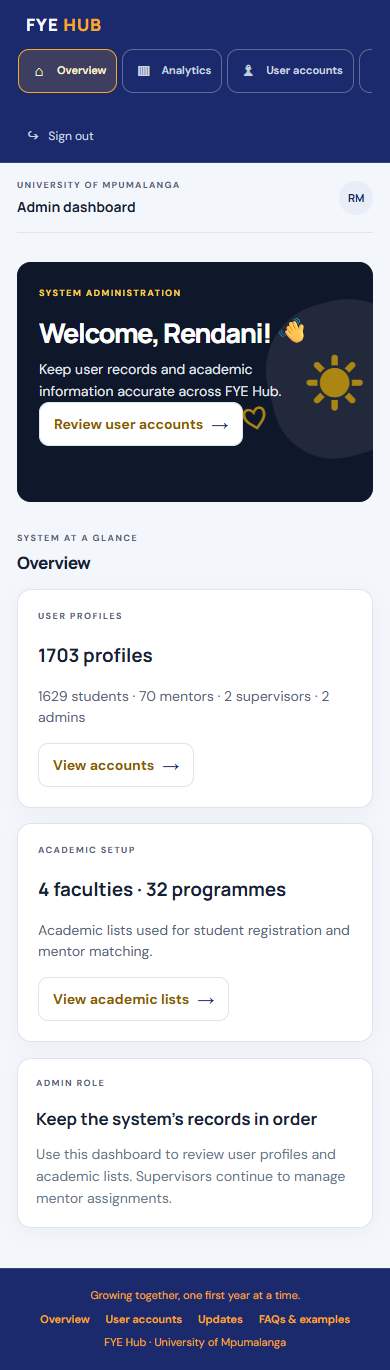 FYE HUB
Overview
Analytics
User accounts
Sign out
UNIVERSITY OF MPUMALANGA
Admin dashboard
RM
SYSTEM ADMINISTRATION
Welcome, Rendani! 👋
Keep user records and academic
information accurate across FYE Hub.
Review user accounts →
SYSTEM AT A GLANCE
Overview
USER PROFILES
1703 profiles
1629 students · 70 mentors · 2 supervisors · 2
admins
View accounts →
ACADEMIC SETUP
4 faculties · 32 programmes
Academic lists used for student registration and
mentor matching.
View academic lists →
ADMIN ROLE
Keep the system's records in order
Use this dashboard to review user profiles and
academic lists. Supervisors continue to manage
mentor assignments.
Growing together, one first year at a time.
Overview User accounts Updates FAQs & examples
FYE Hub · University of Mpumalanga